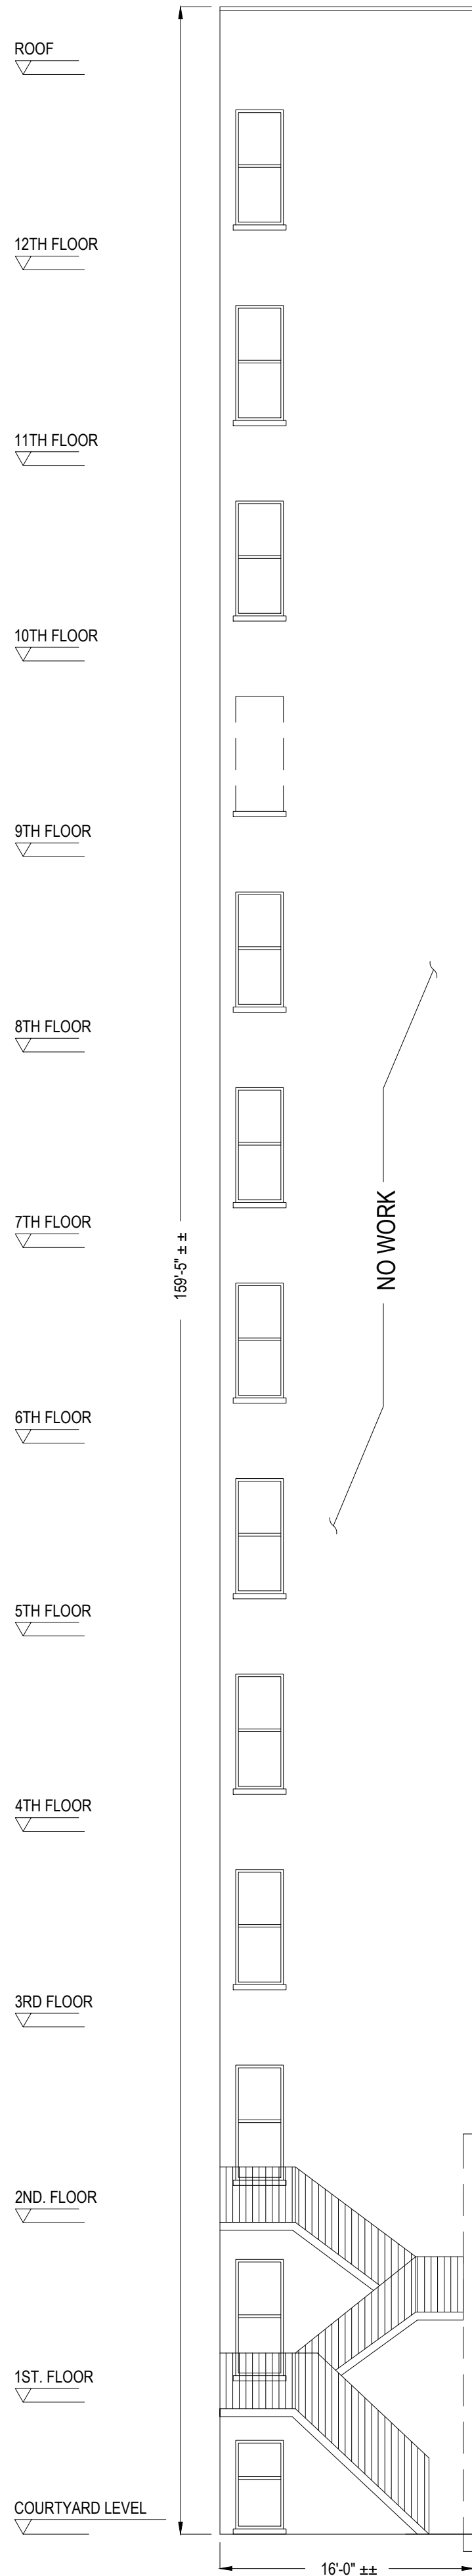 ROOF
12TH FLOOR
11TH FLOOR
10TH FLOOR
9TH FLOOR
8TH FLOOR
7TH FLOOR
NO WORK
159'-5" ± ±
6TH FLOOR
5TH FLOOR
4TH FLOOR
3RD FLOOR
2ND. FLOOR
1ST. FLOOR
COURTYARD LEVEL
16'-0" ±±